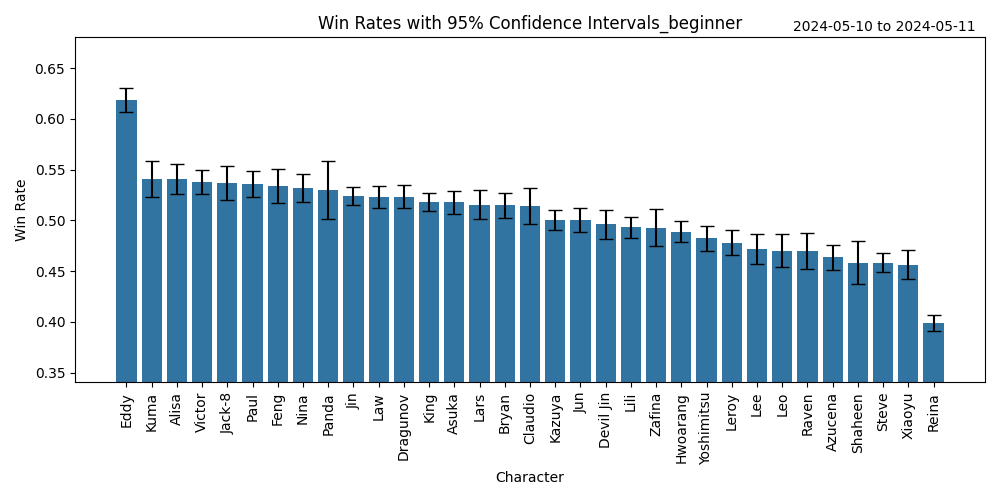 Win Rates with 95% Confidence Intervals_beginner
2024-05-10 to 2024-05-11
Win Rate
0.65
0.60
0.55
0.50
0.45
0.40
0.35
Eddy
Kuma
Alisa
Victor
Jack-8
Paul
Feng
Nina
Panda
Jin
Law
Dragunov
King
Asuka
Lars
Bryan
Claudio
Kazuya
Jun
Devil Jin
Lili
Zafina
Hwoarang
Yoshimitsu
Leroy
Lee
Leo
Raven
Azucena
Shaheen
Steve
Xiaoyu
Reina
Character